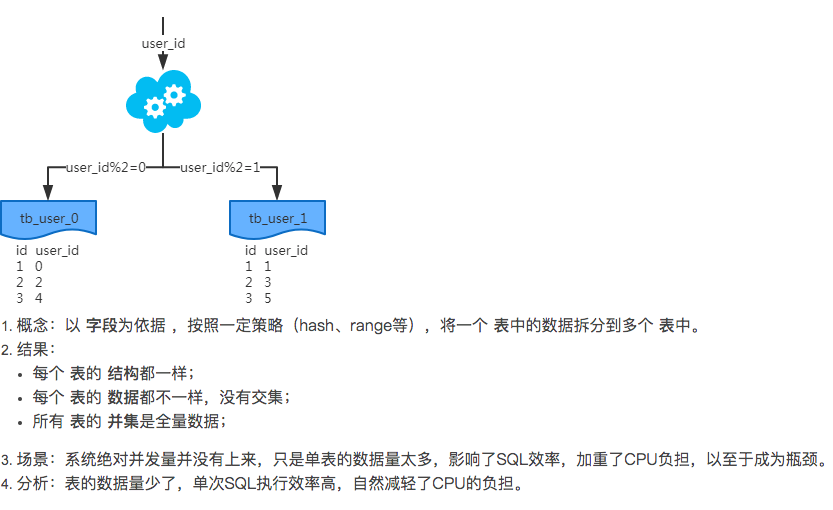 user_id
user_id%2=0 user_id%2=1
tb_user_0 tb_user_1
id user_id id user_id
1 0 1 1
2 2 2 3
3 4 3 5
1. 概念：以 字段为依据 ，按照一定策略（hash、range等），将一个 表中的数据拆分到多个 表中。
2. 结果：
• 每个 表的 结构都一样；
• 每个 表的 数据都不一样，没有交集；
• 所有 表的 并集是全量数据；
3. 场景：系统绝对并发量并没有上来，只是单表的数据量太多，影响了SQL效率，加重了CPU负担，以至于成为瓶颈。
4. 分析：表的数据量少了，单次SQL执行效率高，自然减轻了CPU的负担。